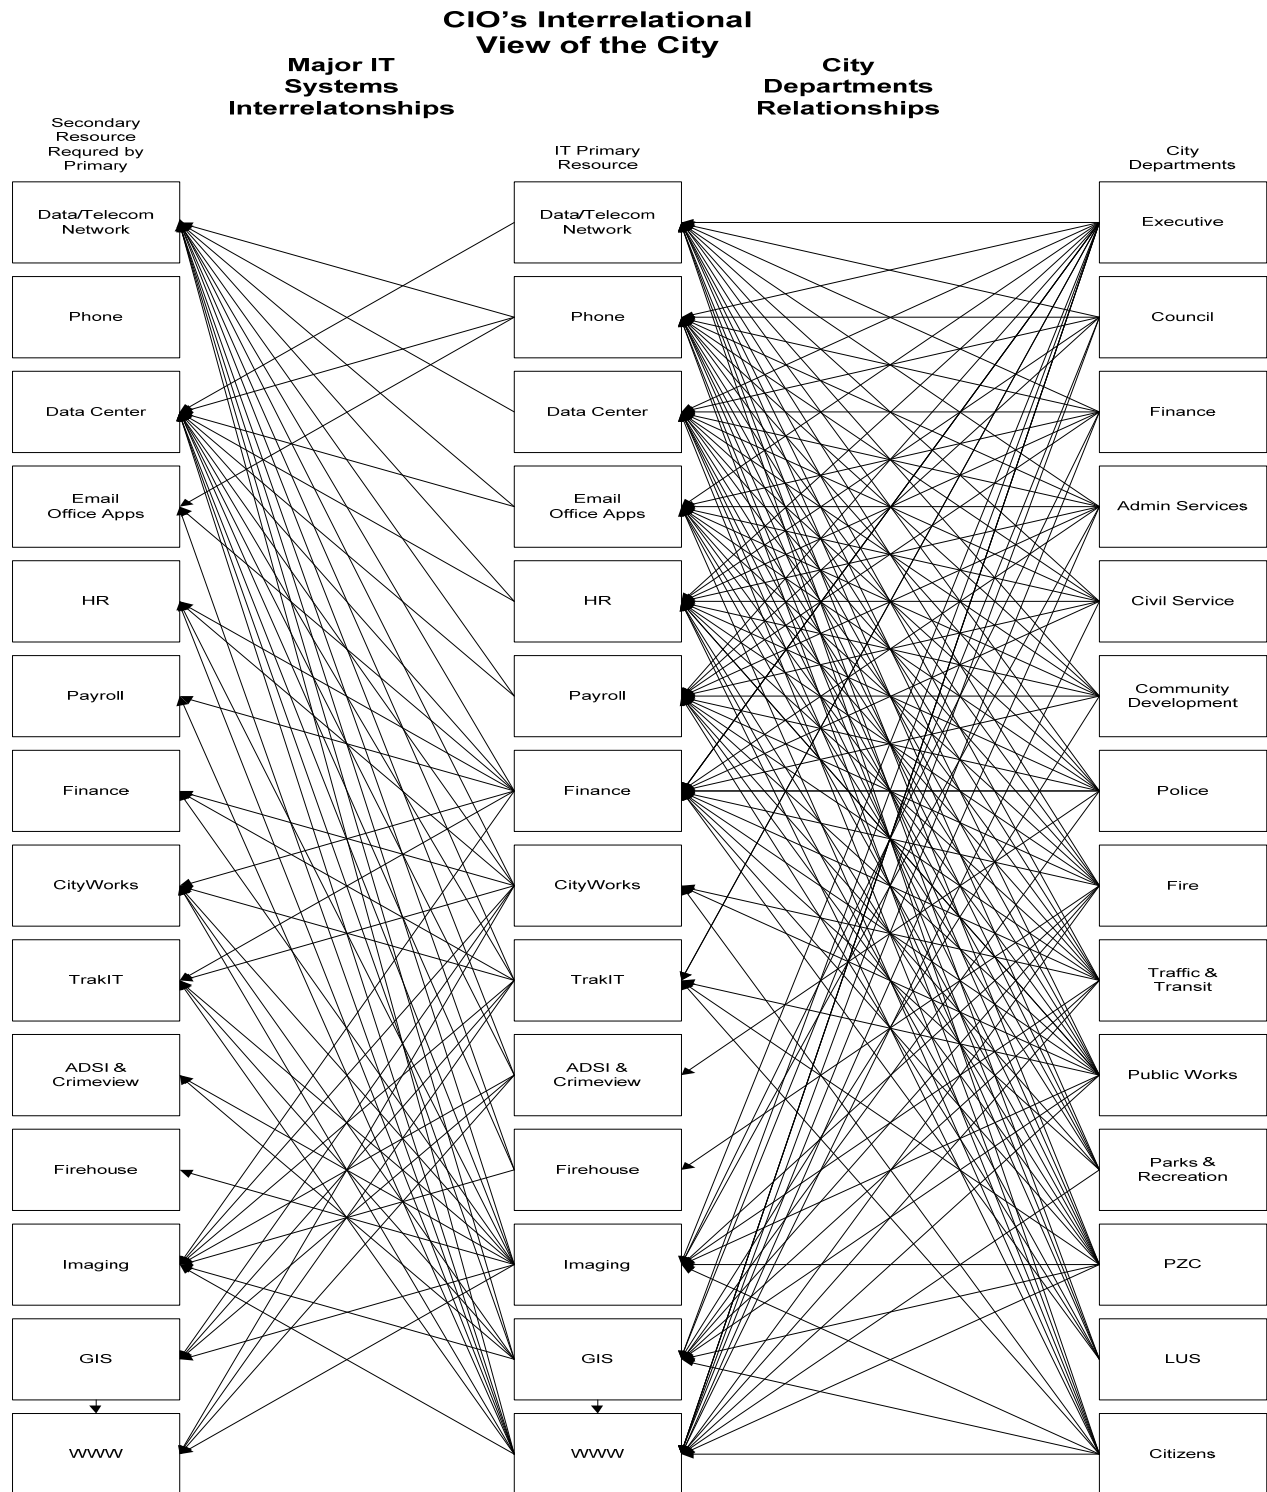 CIO's Interrelational
View of the City
Major IT
Systems
Interrelatonships
City
Departments
Relationships
Secondary
Resource
Requred by
Primary
IT Primary
Resource
City
Departments
Data/Telecom
Network
Data/Telecom
Network
Executive
Phone
Phone
Council
Data Center
Data Center
Finance
Email
Office Apps
Email
Office Apps
Admin Services
HR
HR
Civil Service
Payroll
Payroll
Community
Development
Finance
Finance
Police
CityWorks
CityWorks
Fire
TrakIT
TrakIT
Traffic &
Transit
ADSI &
Crimeview
ADSI &
Crimeview
Public Works
Firehouse
Firehouse
Parks &
Recreation
Imaging
Imaging
PZC
GIS
GIS
LUS
WWW
WWW
Citizens